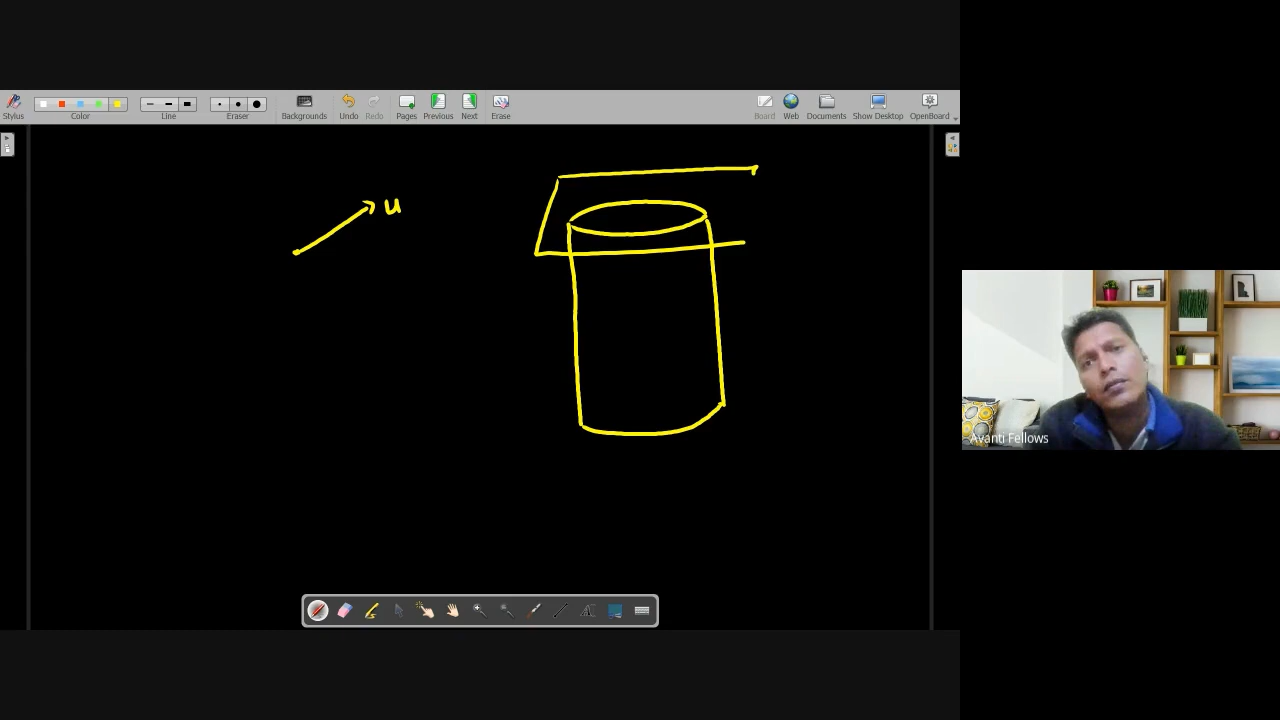 Stylus
Color
Line
Eraser
Backgrounds
Undo
Redo
Pages
Previous
Next
Erase
Board
Web
Documents
Show Desktop
OpenBoard
u
Avanti Fellows